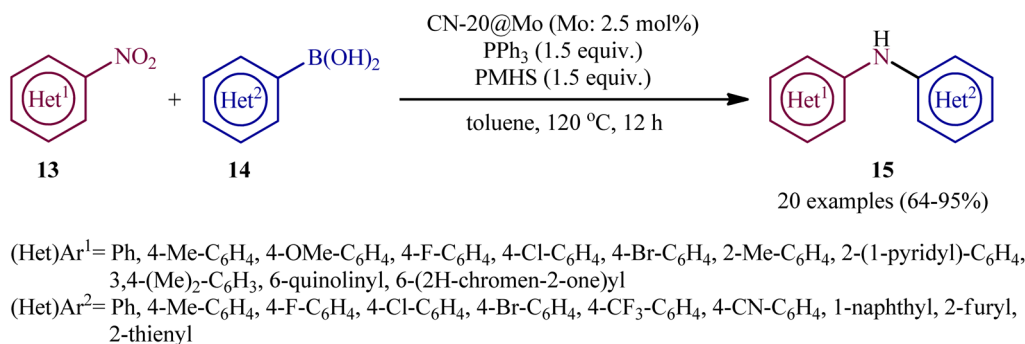 CN-20@Mo (Mo: 2.5 mol%)
PPh₃ (1.5 equiv.)
PMHS (1.5 equiv.)
toluene, 120 °C, 12 h
Het¹
NO₂
+
Het²
B(OH)₂
Het¹
H
N
Het²
13
14
15
20 examples (64-95%)
(Het)Ar¹= Ph, 4-Me-C₆H₄, 4-OMe-C₆H₄, 4-F-C₆H₄, 4-Cl-C₆H₄, 4-Br-C₆H₄, 2-Me-C₆H₄, 2-(1-pyridyl)-C₆H₄,
3,4-(Me)₂-C₆H₃, 6-quinolinyl, 6-(2H-chromen-2-one)yl
(Het)Ar²= Ph, 4-Me-C₆H₄, 4-F-C₆H₄, 4-Cl-C₆H₄, 4-Br-C₆H₄, 4-CF₃-C₆H₄, 4-CN-C₆H₄, 1-naphthyl, 2-furyl,
2-thienyl